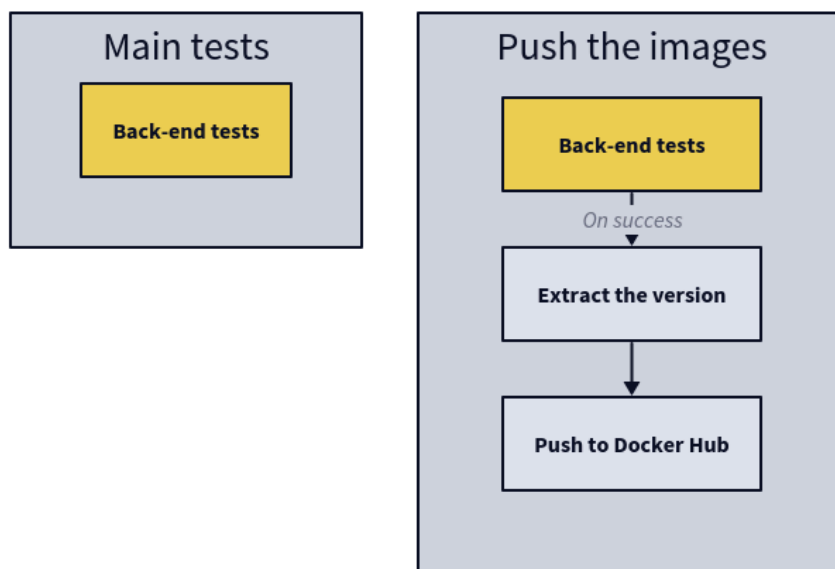 Main tests
Back-end tests
Push the images
Back-end tests
On success
Extract the version
Push to Docker Hub